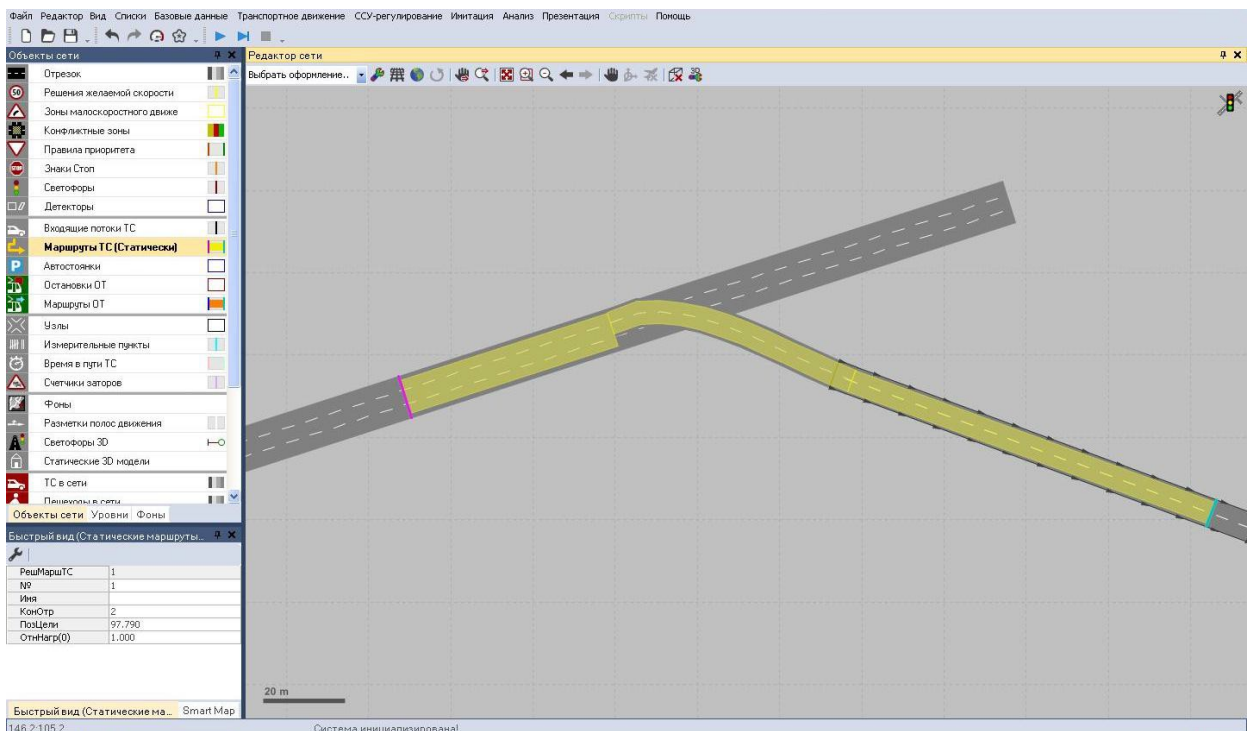 Файл Редактор Вид Списки Базовые данные Транспортное движение ССУ-регулирование Имитация Анализ Презентация Скрипты Помощь
Объекты сети
Отрезок
50 Решения желаемой скорости
Зоны малоскоростного движе
Конфликтные зоны
Правила приоритета
STOP Знаки Стоп
Светофоры
Детекторы
Входящие потоки ТС
Маршруты ТС (Статически)
P Автостоянки
Остановки ОТ
Маршруты ОТ
Узлы
Измерительные пункты
Время в пути ТС
Счетчики заторов
Фоны
Разметки полос движения
Светофоры 3D
Статические 3D модели
ТС в сети
Пешеходы в сети
Объекты сети Уровни Фоны
Быстрый вид (Статические маршруты..
РешМаршТС 1
№ 1
Имя
КонОтр 2
ПозЦели 97.790
ОтнНагр(0) 1.000
Быстрый вид (Статические ма... Smart Map
Редактор сети
Выбрать оформление..
20 m
146.2:105.2 Система инициализирована!